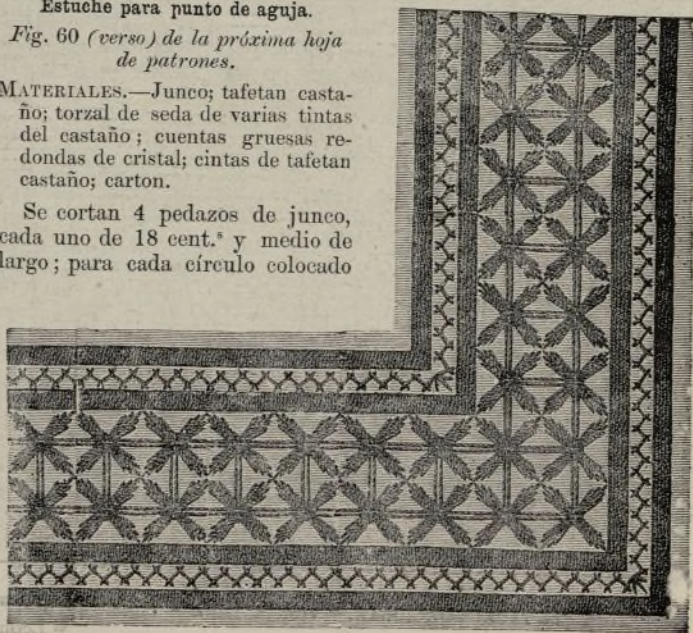 Estuche para punto de aguja.
Fig. 60 (verso) de la próxima hoja
de patrones.
MATERIALES.—Junco; tafetan casta-
ño; torzal de seda de varias tintas
del castaño; cuentas gruesas re-
dondas de cristal; cintas de tafetan
castaño; carton.
Se cortan 4 pedazos de junco,
cada uno de 18 cent.ˢ y medio de
largo; para cada círculo colocado